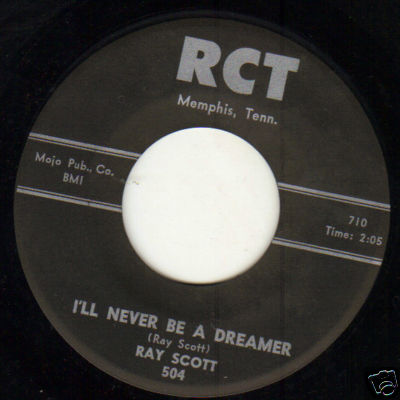 RCT
Memphis, Tenn.
Mojo Pub., Co.
BMI
710
Time: 2:05
I'LL NEVER BE A DREAMER
(Ray Scott)
RAY SCOTT
504